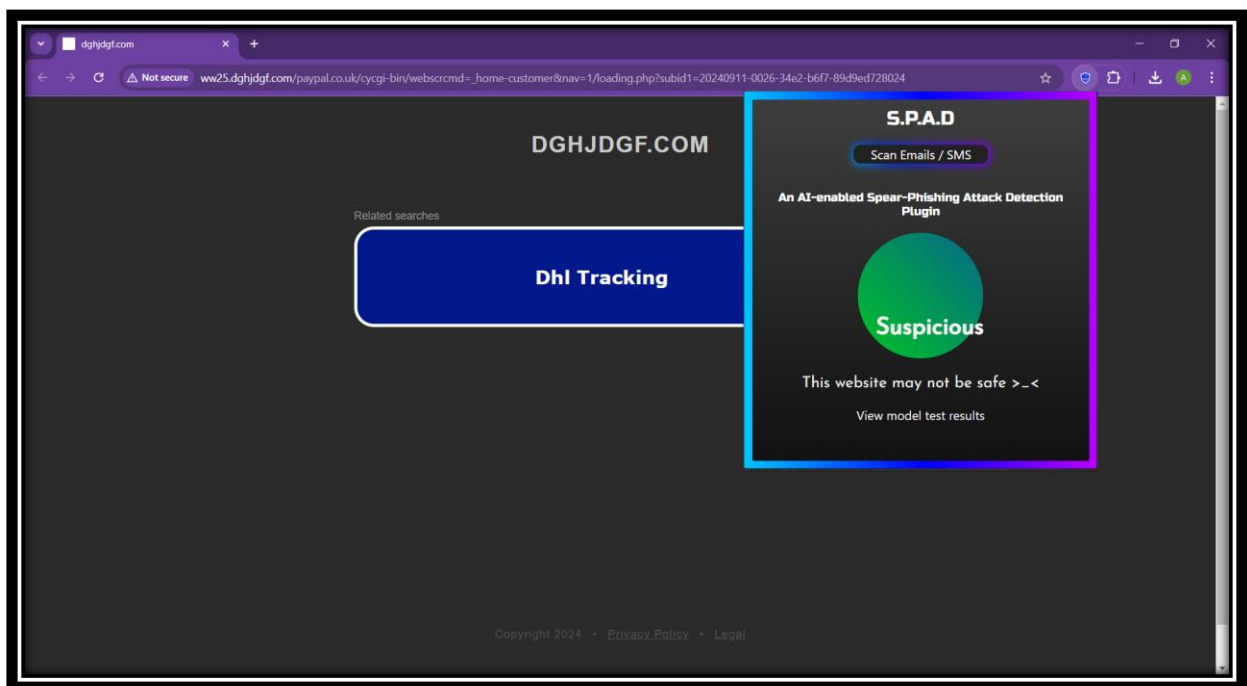 dghjdgf.com
Not secure
ww25.dghjdgf.com/paypal.co.uk/cycgi-bin/webscrcmd=_home-customer&nav=1/loading.php?subid1=20240911-0026-34e2-b6f7-89d9ed728024
A
DGHJDGF.COM
Related searches
Dhl Tracking
S.P.A.D
Scan Emails / SMS
An AI-enabled Spear-Phishing Attack Detection
Plugin
Suspicious
This website may not be safe >_<
View model test results
Copyright 2024 • Privacy Policy • Legal